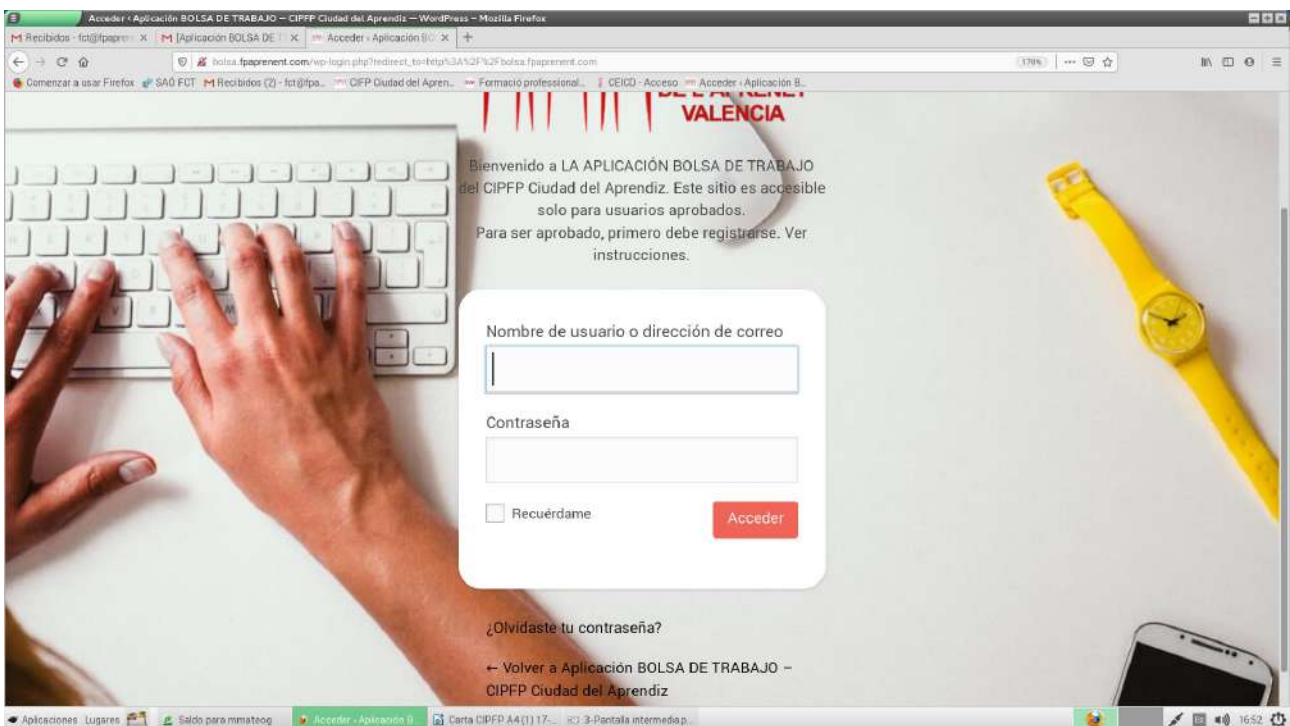 Acceder ‹ Aplicación BOLSA DE TRABAJO — CIPFP Ciudad del Aprendiz — WordPress - Mozilla Firefox
Recibidos - fct@fpapren
[Aplicación BOLSA DE T
Acceder ‹ Aplicación BO
bolsa.fpaprenent.com/wp-login.php?redirect_to=http%3A%2F%2Fbolsa.fpaprenent.com
170%
Comenzar a usar Firefox
SAÓ FCT
Recibidos (2) - fct@fpa...
CIFP Ciudad del Apren...
Formació professional...
CEICD - Acceso
Acceder ‹ Aplicación B...
DE L'APRENET
VALENCIA
Bienvenido a LA APLICACIÓN BOLSA DE TRABAJO
del CIPFP Ciudad del Aprendiz. Este sitio es accesible
solo para usuarios aprobados.
Para ser aprobado, primero debe registrarse. Ver
instrucciones.
Nombre de usuario o dirección de correo
Contraseña
Recuérdame
Acceder
¿Olvidaste tu contraseña?
← Volver a Aplicación BOLSA DE TRABAJO –
CIPFP Ciudad del Aprendiz
Aplicaciones
Lugares
Saldo para mmateog
Acceder ‹ Aplicación B
Carta CIPFP A4 (1) 17-...
3-Pantalla intermedia p...
16:52